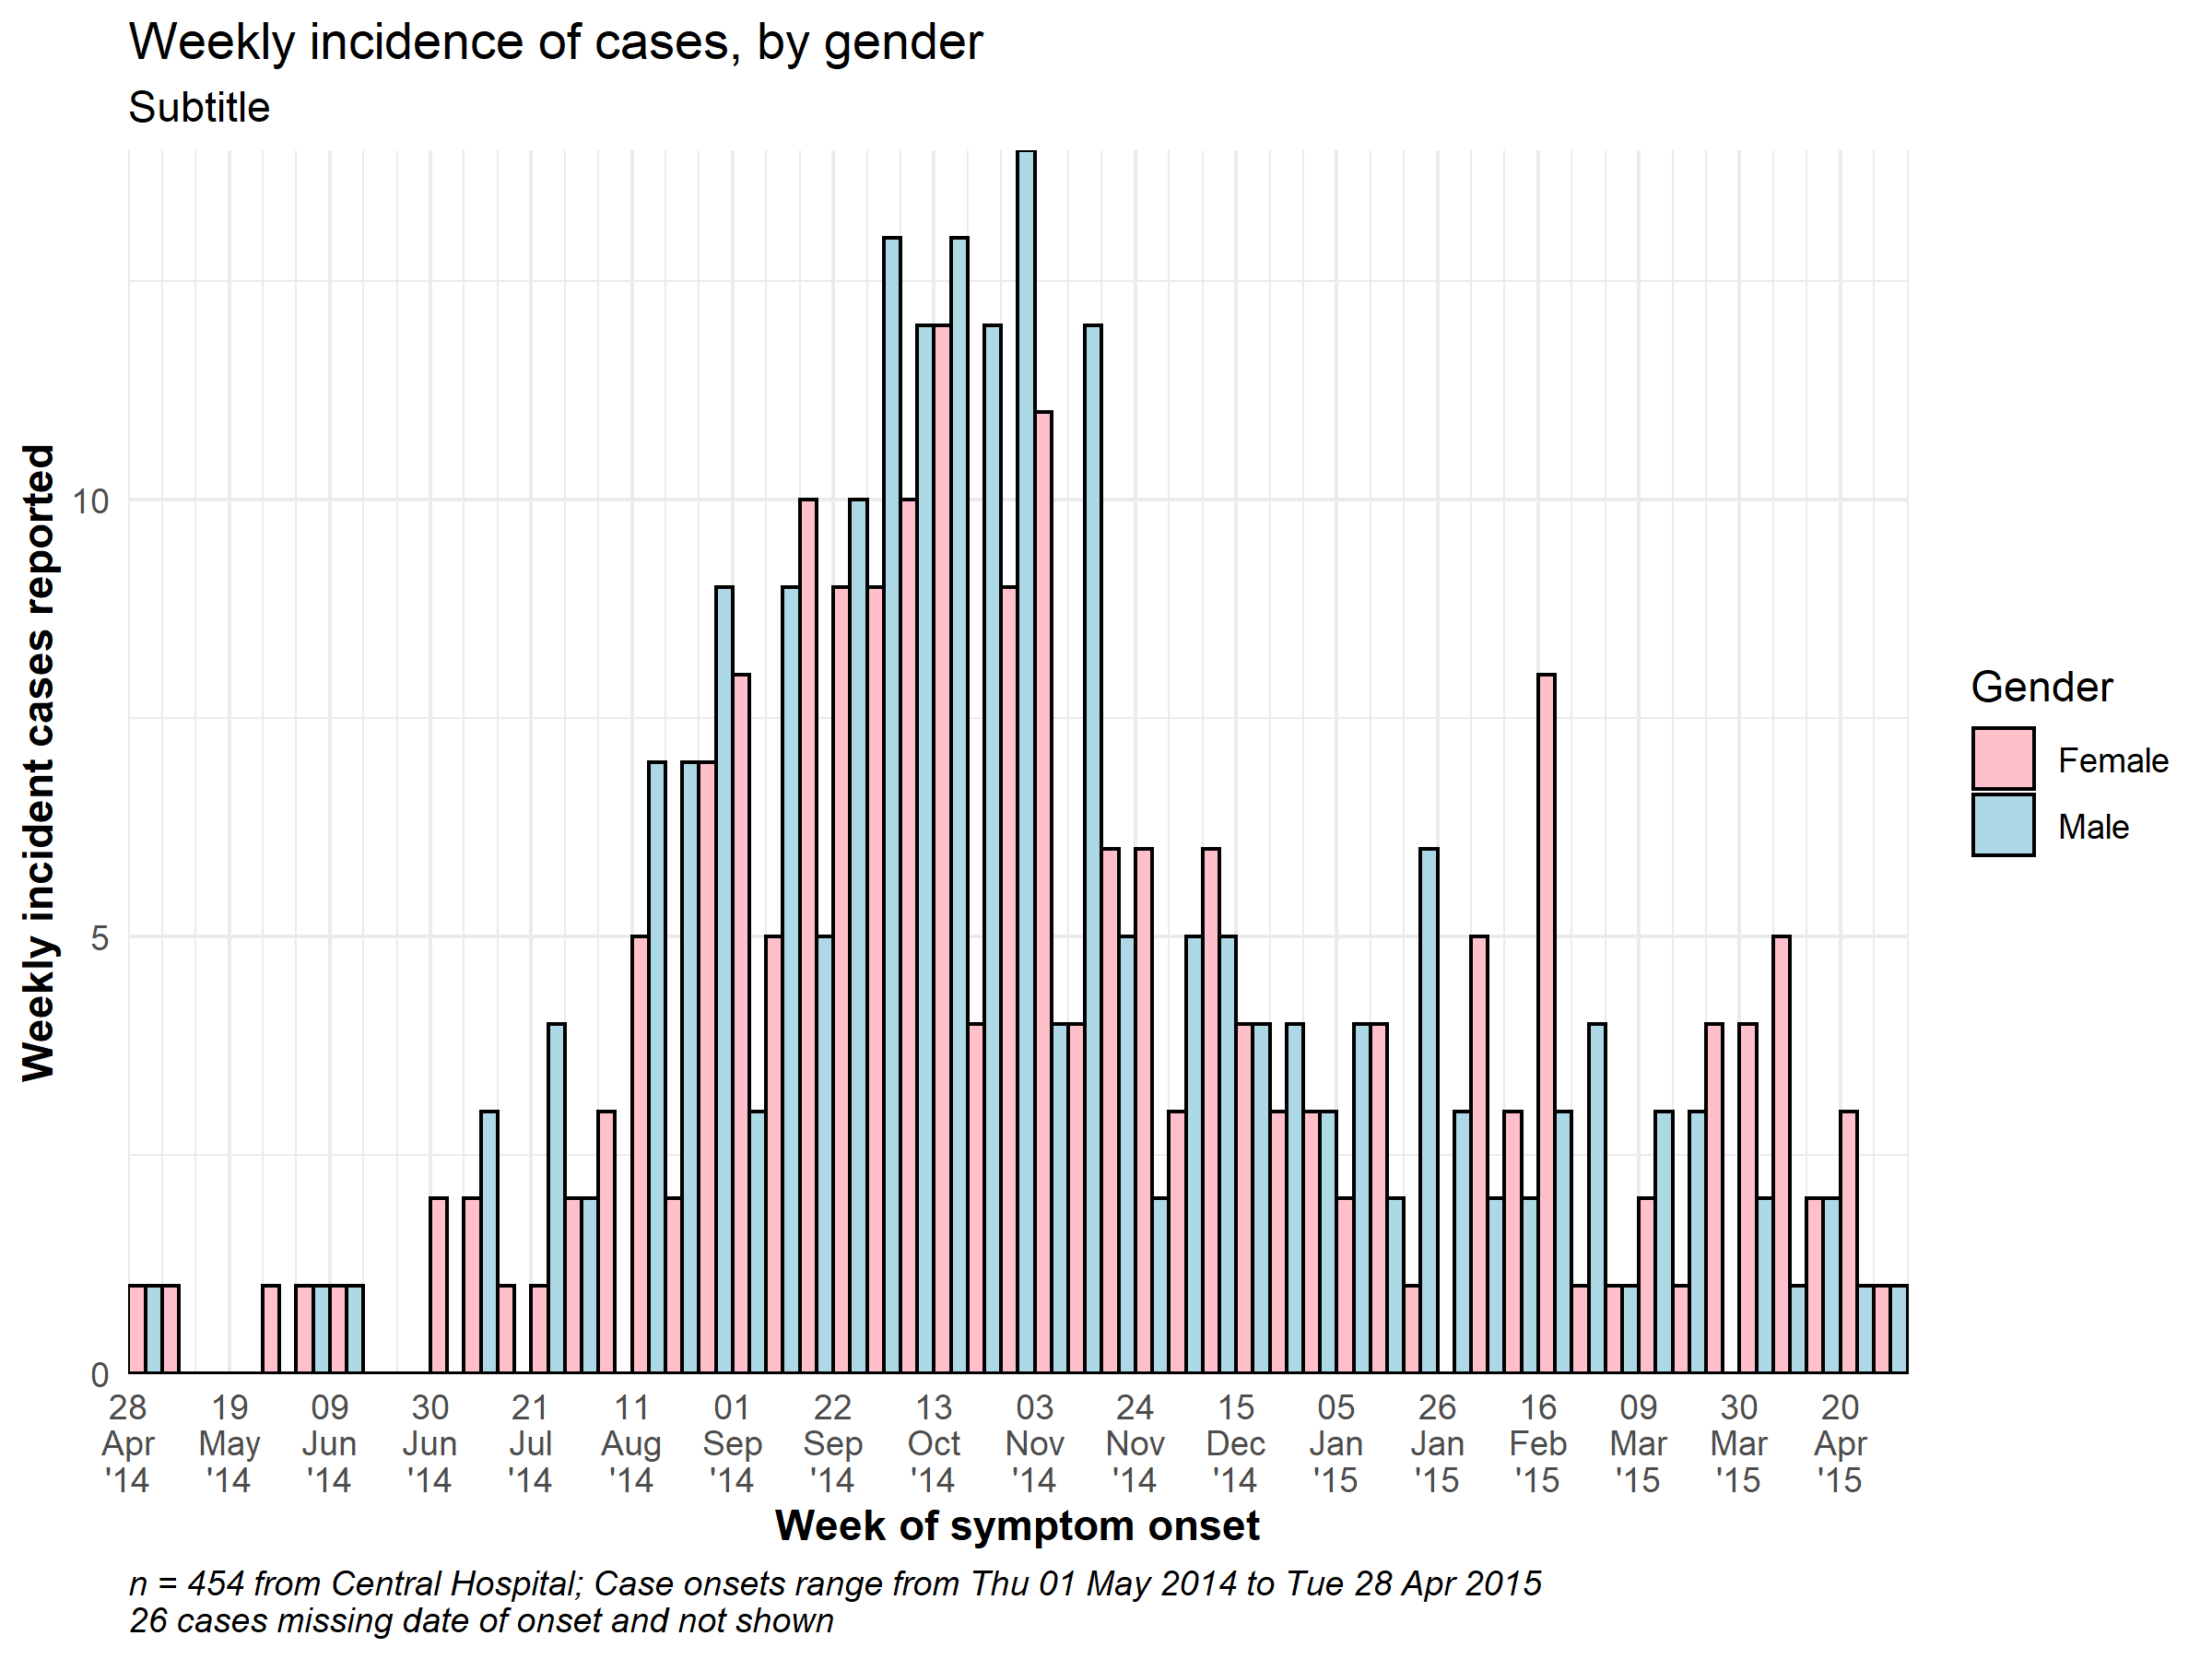 Weekly incidence of cases, by gender
Subtitle
Weekly incident cases reported
10
5
0
28 Apr '14
19 May '14
09 Jun '14
30 Jun '14
21 Jul '14
11 Aug '14
01 Sep '14
22 Sep '14
13 Oct '14
03 Nov '14
24 Nov '14
15 Dec '14
05 Jan '15
26 Jan '15
16 Feb '15
09 Mar '15
30 Mar '15
20 Apr '15
Week of symptom onset
Gender
Female
Male
n = 454 from Central Hospital; Case onsets range from Thu 01 May 2014 to Tue 28 Apr 2015
26 cases missing date of onset and not shown